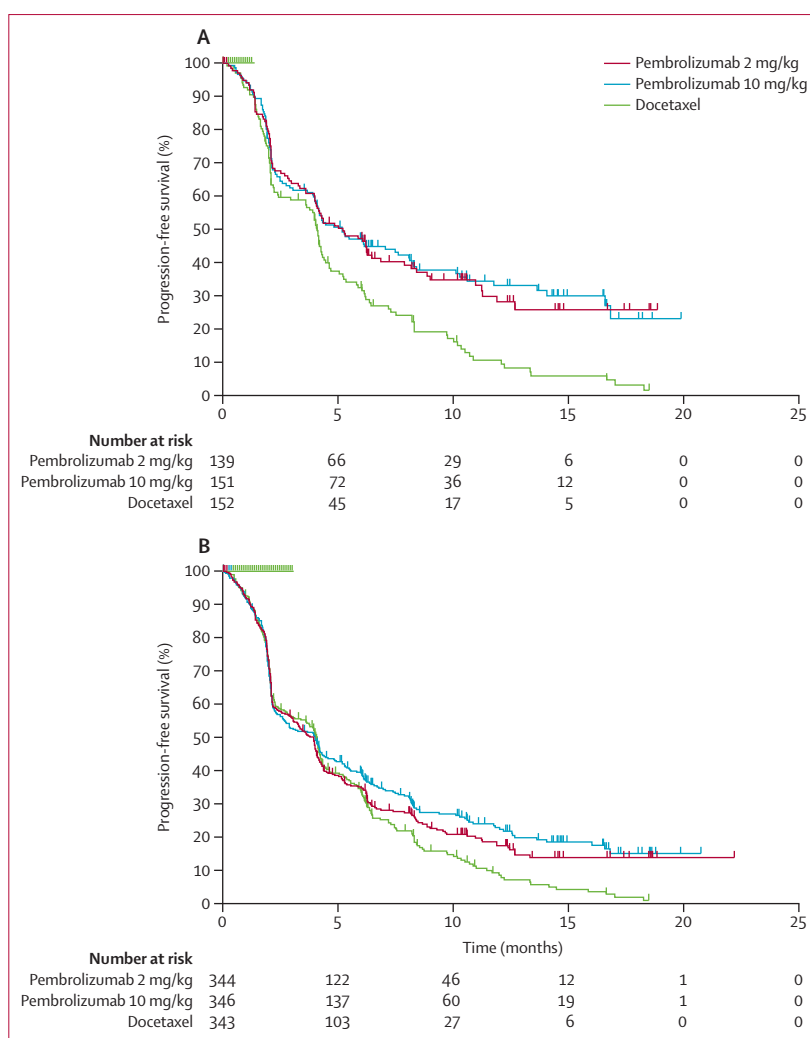 A
Pembrolizumab 2 mg/kg
Pembrolizumab 10 mg/kg
Docetaxel
Progression-free survival (%)
100
90
80
70
60
50
40
30
20
10
0
0 5 10 15 20 25
Number at risk
Pembrolizumab 2 mg/kg 139 66 29 6 0 0
Pembrolizumab 10 mg/kg 151 72 36 12 0 0
Docetaxel 152 45 17 5 0 0
B
Progression-free survival (%)
100
90
80
70
60
50
40
30
20
10
0
0 5 10 15 20 25
Time (months)
Number at risk
Pembrolizumab 2 mg/kg 344 122 46 12 1 0
Pembrolizumab 10 mg/kg 346 137 60 19 1 0
Docetaxel 343 103 27 6 0 0